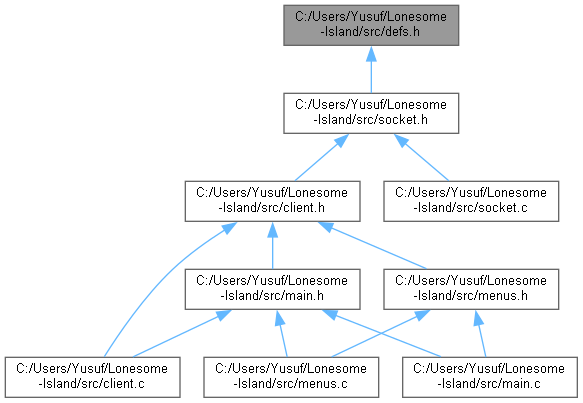 C:/Users/Yusuf/Lonesome
-Island/src/defs.h
C:/Users/Yusuf/Lonesome
-Island/src/socket.h
C:/Users/Yusuf/Lonesome
-Island/src/client.h
C:/Users/Yusuf/Lonesome
-Island/src/socket.c
C:/Users/Yusuf/Lonesome
-Island/src/main.h
C:/Users/Yusuf/Lonesome
-Island/src/menus.h
C:/Users/Yusuf/Lonesome
-Island/src/client.c
C:/Users/Yusuf/Lonesome
-Island/src/menus.c
C:/Users/Yusuf/Lonesome
-Island/src/main.c